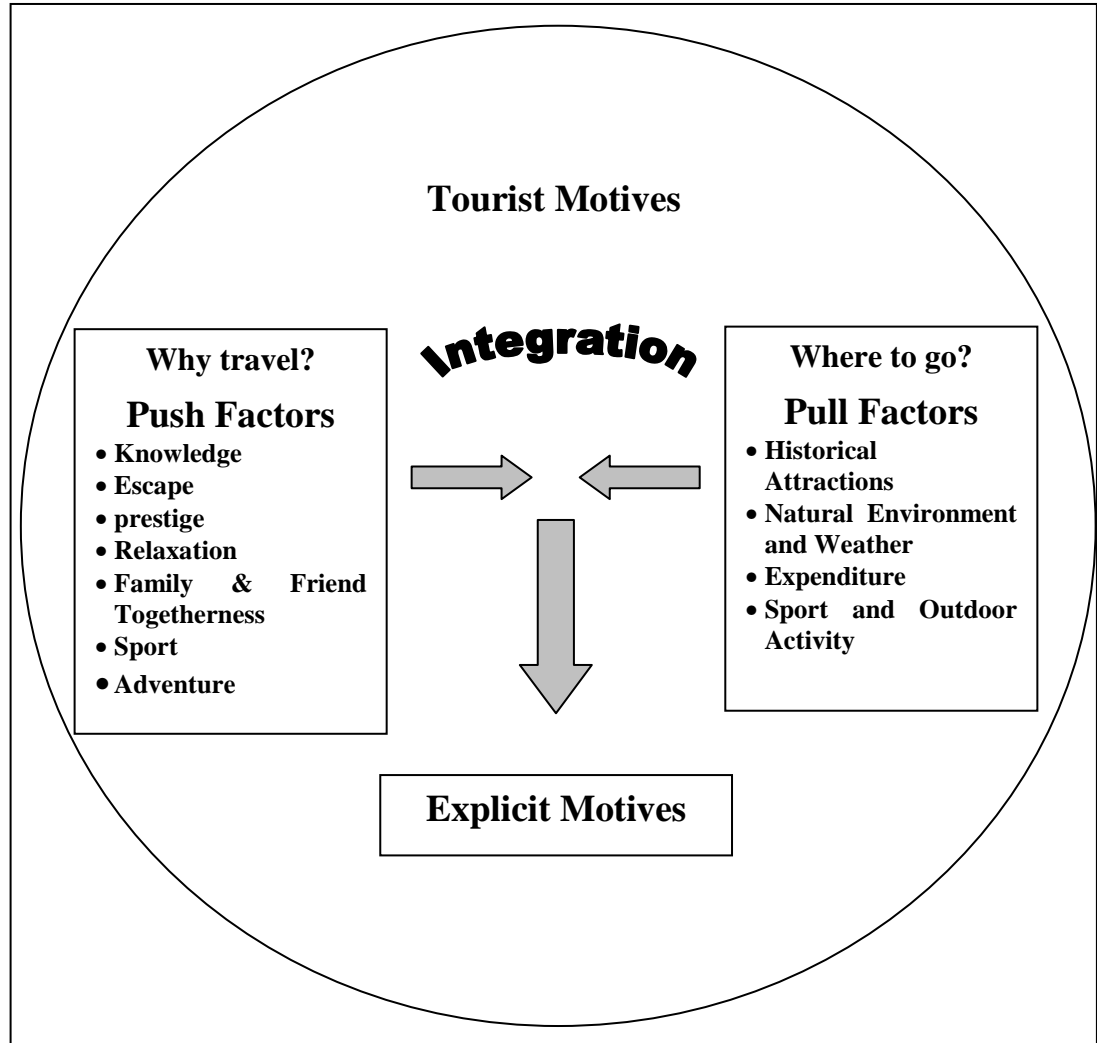 Tourist Motives
Integration
Why travel?
Push Factors
• Knowledge
• Escape
• prestige
• Relaxation
• Family & Friend
Togetherness
• Sport
• Adventure
Where to go?
Pull Factors
• Historical
Attractions
• Natural Environment
and Weather
• Expenditure
• Sport and Outdoor
Activity
Explicit Motives